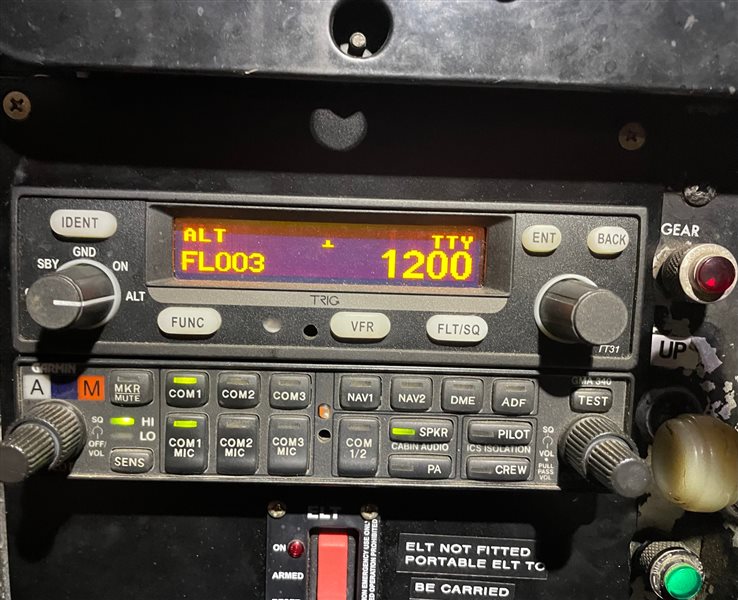 IDENT
GND
SBY
ON
ALT
ALT
TTY
FL003
1200
TRIG
FUNC
VFR
FLT/SQ
ENT
BACK
TT31
GEAR
UP
GARMIN
GMA 340
A
M
MKR
MUTE
COM1
COM2
COM3
NAV1
NAV2
DME
ADF
TEST
SQ
OFF/
VOL
HI
LO
SENS
COM1
MIC
COM2
MIC
COM3
MIC
COM
1/2
SPKR
CABIN AUDIO
PA
PILOT
ICS ISOLATION
CREW
SQ
VOL
PULL
PASS
VOL
ELT
ON
ARMED
ELT NOT FITTED
PORTABLE ELT TO
BE CARRIED